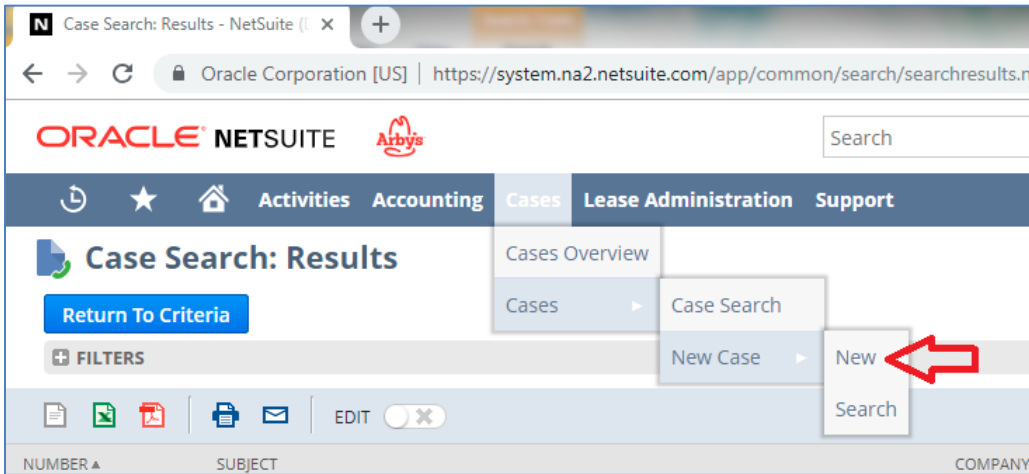 N Case Search: Results - NetSuite (
Oracle Corporation [US] | https://system.na2.netsuite.com/app/common/search/searchresults.n
ORACLE NETSUITE Arby's Search
Activities Accounting Cases Lease Administration Support
Case Search: Results
Cases Overview
Return To Criteria
Cases
Case Search
FILTERS
New Case
New
EDIT
Search
NUMBER SUBJECT COMPANY